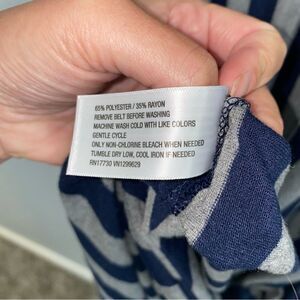 65% POLYESTER / 35% RAYON
REMOVE BELT BEFORE WASHING
MACHINE WASH COLD WITH LIKE COLORS
GENTLE CYCLE
ONLY NON-CHLORINE BLEACH WHEN NEEDED
TUMBLE DRY LOW, COOL IRON IF NEEDED
RN17730 VN1299629